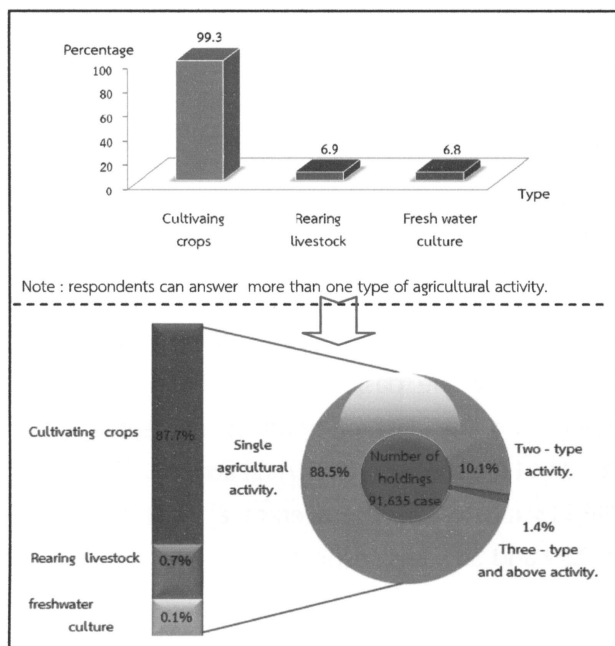 99.3
Percentage
100
80
60
40
20
0
6.9
6.8
Type
Cultivaing
crops
Rearing
livestock
Fresh water
culture
Note : respondents can answer more than one type of agricultural activity.
Cultivating crops
87.7%
Rearing livestock
0.7%
freshwater
culture
0.1%
Single
agricultural
activity.
88.5%
Number of
holdings
91,635 case
10.1%
Two - type
activity.
1.4%
Three - type
and above activity.